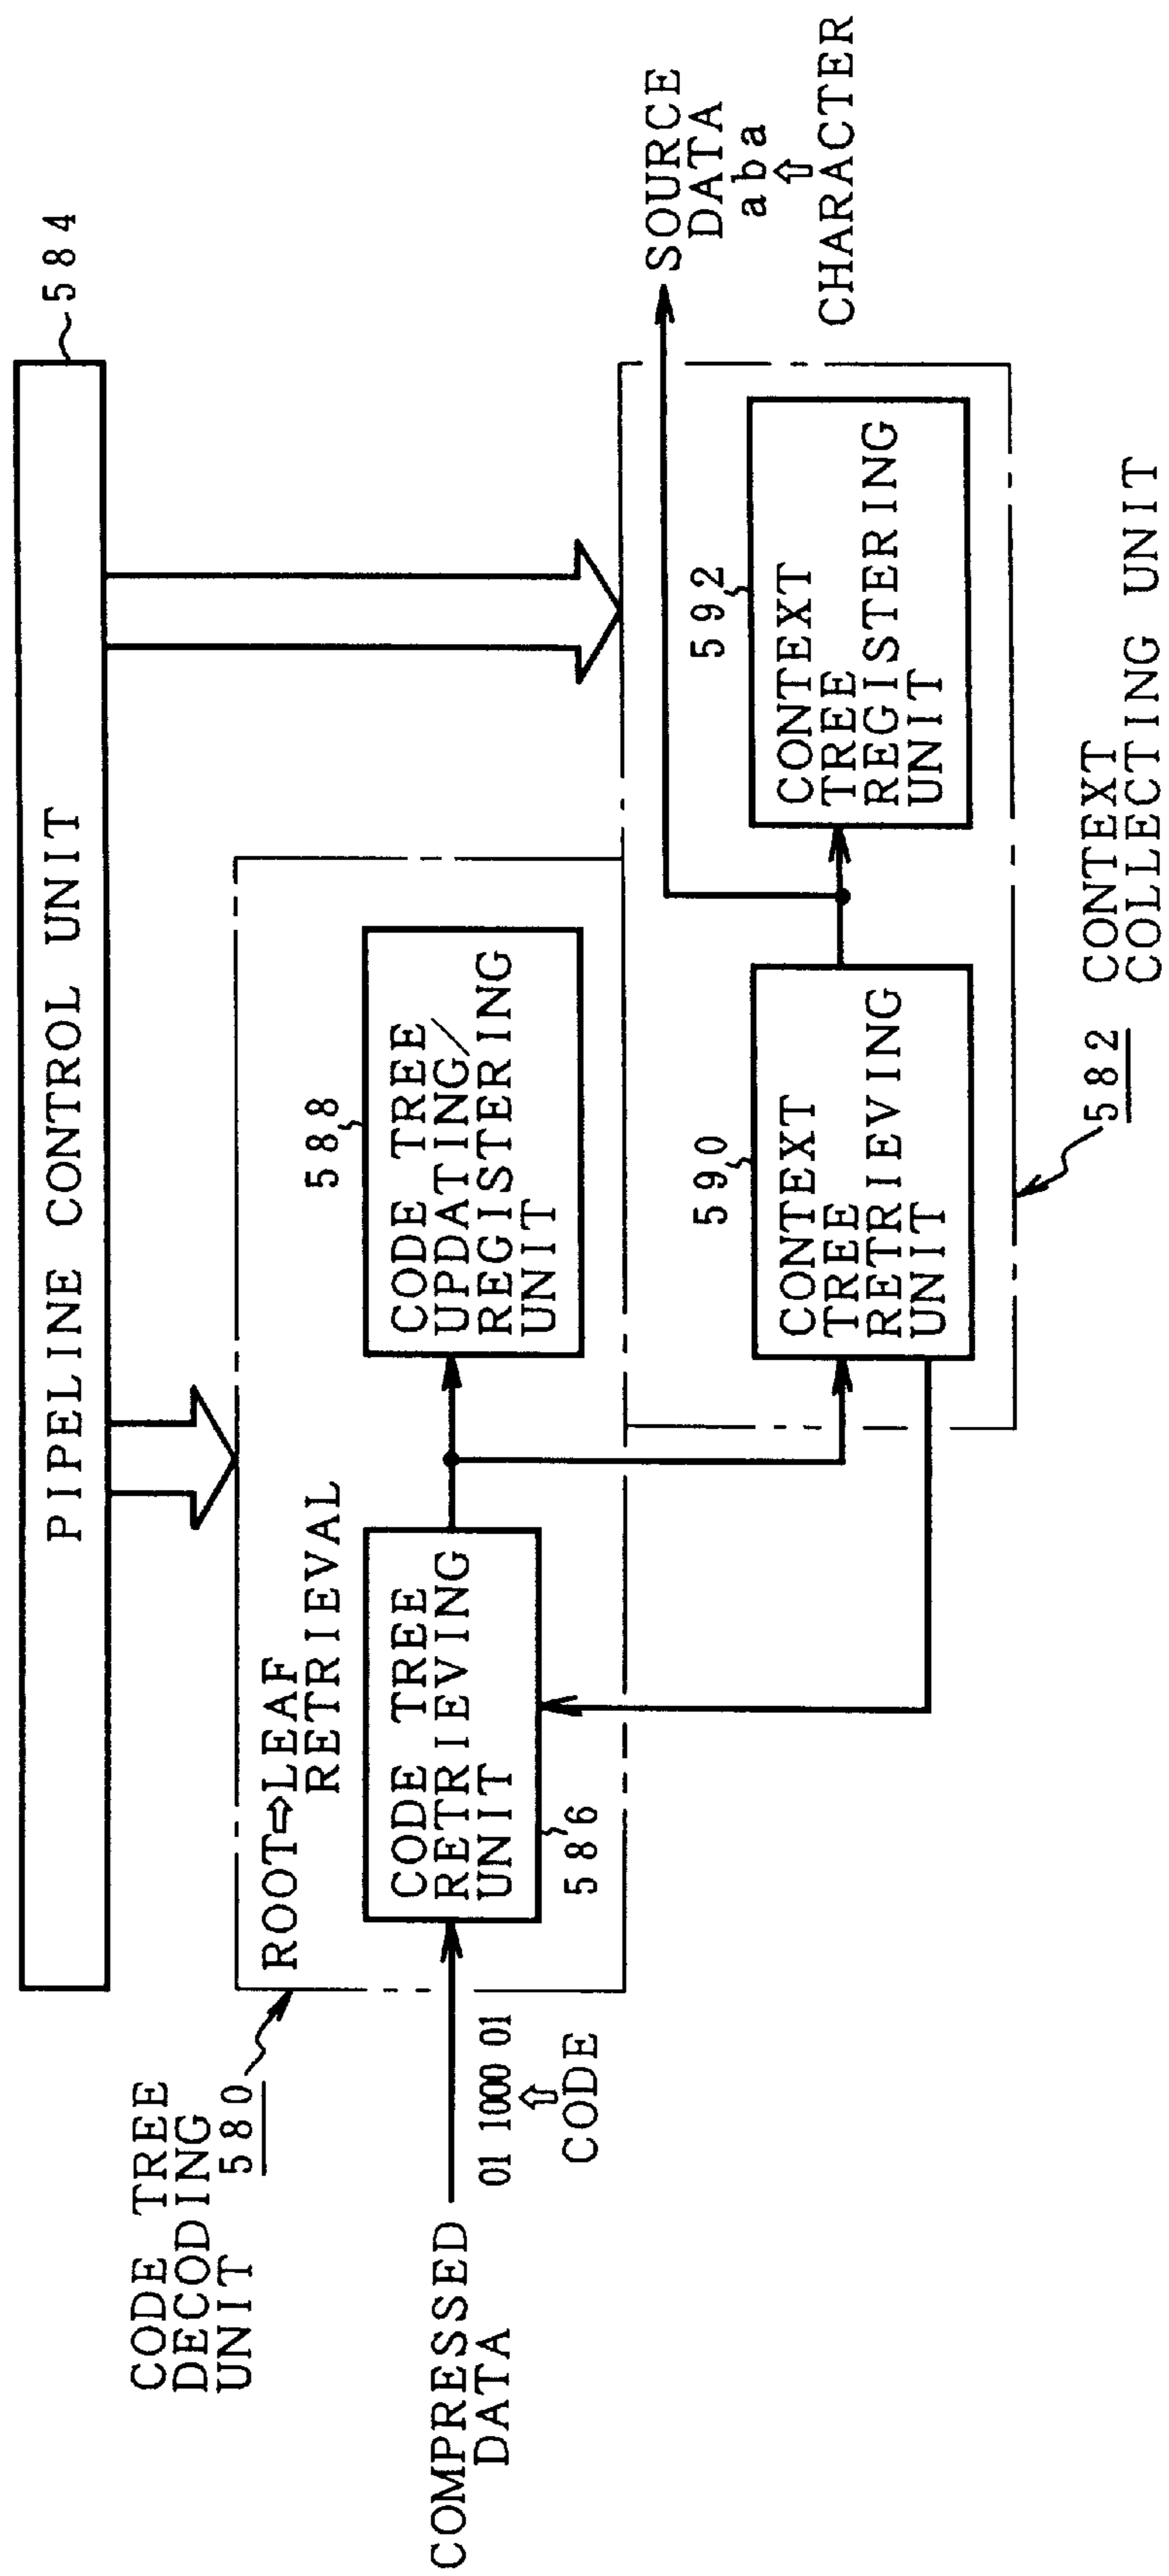 PIPELINE CONTROL UNIT
584
CODE TREE
DECODING
UNIT 580
ROOT⇨LEAF
RETRIEVAL
COMPRESSED
DATA
01 1000 01
⇧
CODE
CODE TREE
RETRIEVING
UNIT
586
588
CODE TREE
UPDATING/
REGISTERING
UNIT
590
CONTEXT
TREE
RETRIEVING
UNIT
592
CONTEXT
TREE
REGISTERING
UNIT
SOURCE
DATA
aba
⇧
CHARACTER
582 CONTEXT
COLLECTING UNIT